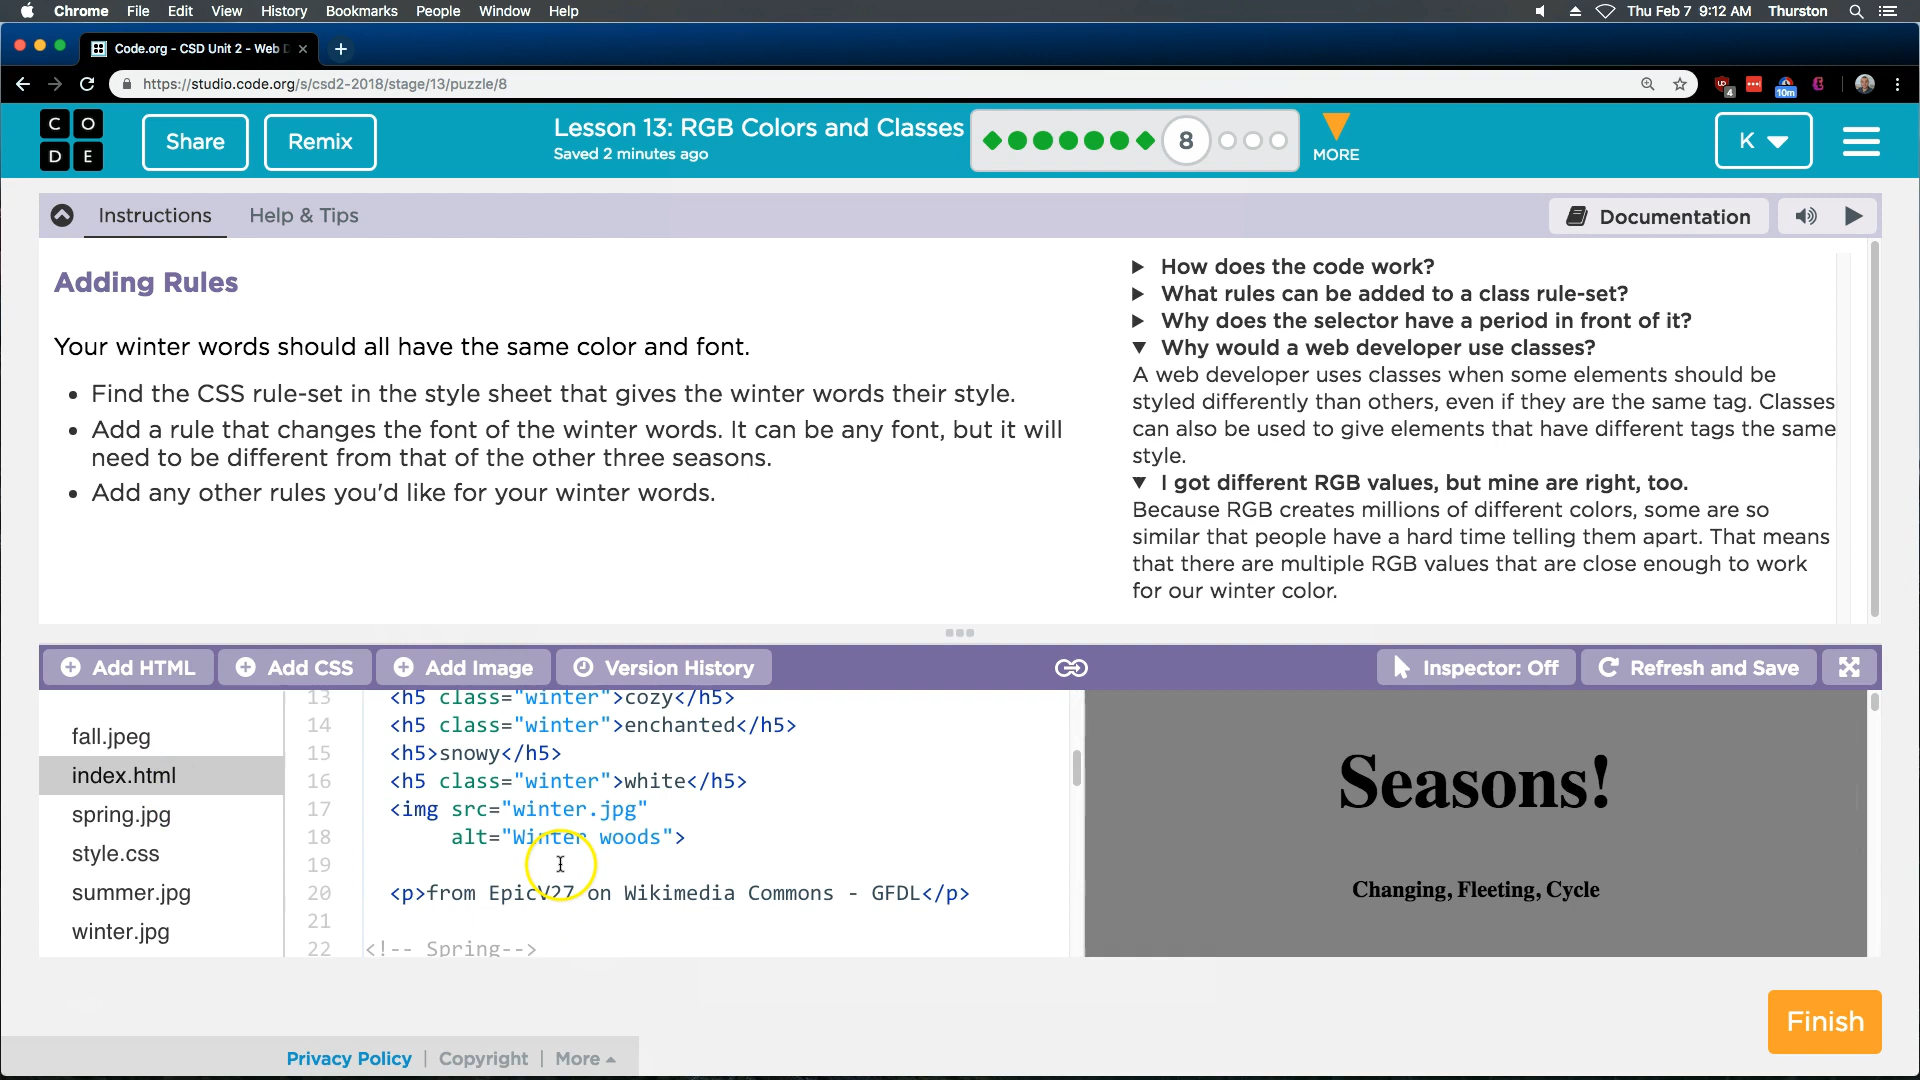 Chrome File Edit View History Bookmarks People Window Help Thu Feb 7 9:12 AM Thurston
Code.org - CSD Unit 2 - Web D
https://studio.code.org/s/csd2-2018/stage/13/puzzle/8
4
10m
C O D E
Share
Remix
Lesson 13: RGB Colors and Classes
Saved 2 minutes ago
8
MORE
K
Instructions
Help & Tips
Documentation
Adding Rules
Your winter words should all have the same color and font.
• Find the CSS rule-set in the style sheet that gives the winter words their style.
• Add a rule that changes the font of the winter words. It can be any font, but it will
need to be different from that of the other three seasons.
• Add any other rules you'd like for your winter words.
How does the code work?
What rules can be added to a class rule-set?
Why does the selector have a period in front of it?
Why would a web developer use classes?
A web developer uses classes when some elements should be
styled differently than others, even if they are the same tag. Classes
can also be used to give elements that have different tags the same
style.
I got different RGB values, but mine are right, too.
Because RGB creates millions of different colors, some are so
similar that people have a hard time telling them apart. That means
that there are multiple RGB values that are close enough to work
for our winter color.
Add HTML
Add CSS
Add Image
Version History
Inspector: Off
Refresh and Save
fall.jpeg
index.html
spring.jpg
style.css
summer.jpg
winter.jpg
13 <h5 class="winter">cozy</h5>
14 <h5 class="winter">enchanted</h5>
15 <h5>snowy</h5>
16 <h5 class="winter">white</h5>
17 <img src="winter.jpg"
18 alt="Winter woods">
19
20 <p>from EpicV27 on Wikimedia Commons - GFDL</p>
21
22 <!-- Spring-->
Seasons!
Changing, Fleeting, Cycle
Finish
Privacy Policy | Copyright | More